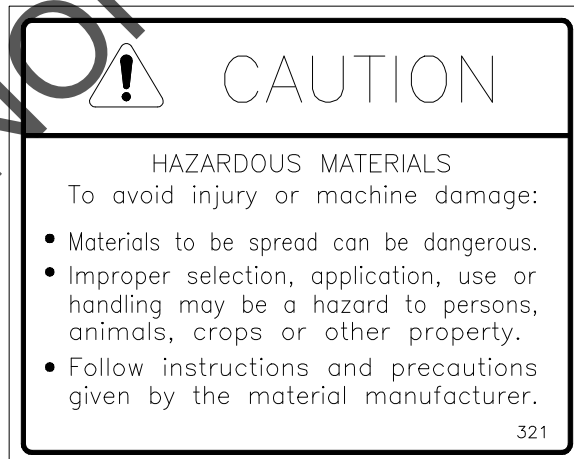 CAUTION
HAZARDOUS MATERIALS
To avoid injury or machine damage:
• Materials to be spread can be dangerous.
• Improper selection, application, use or
handling may be a hazard to persons,
animals, crops or other property.
• Follow instructions and precautions
given by the material manufacturer.
321